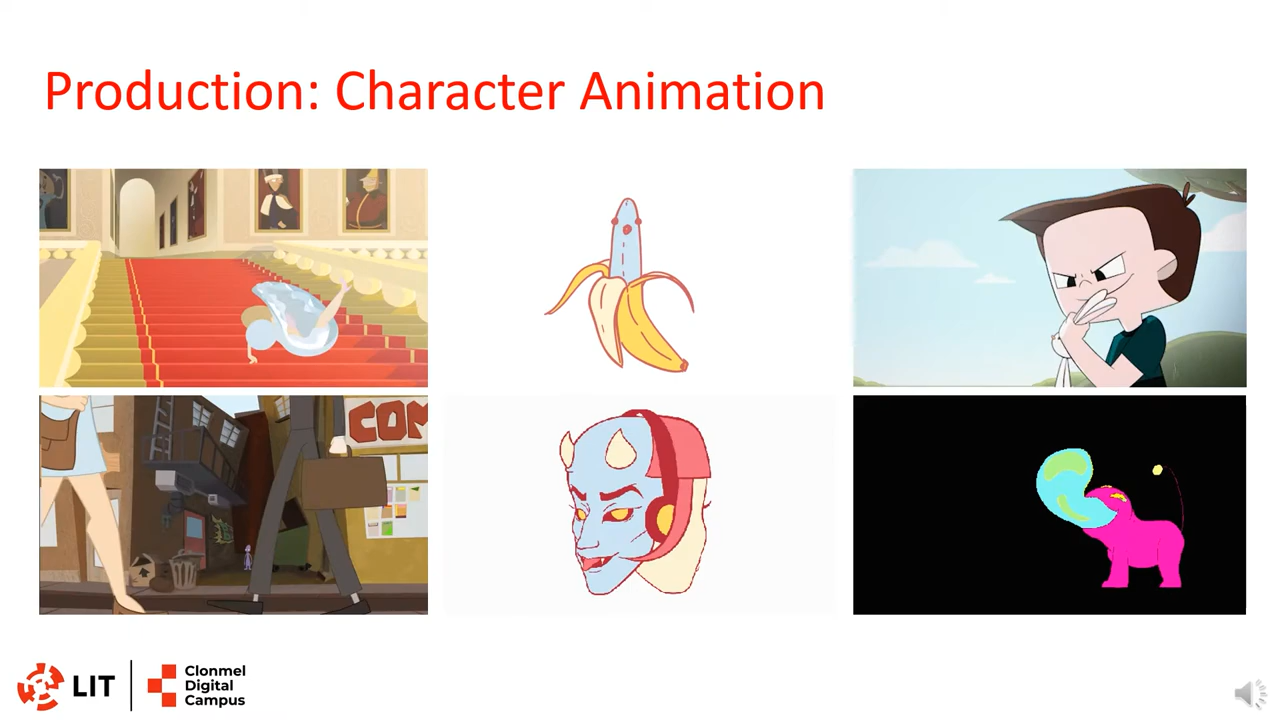 Production: Character Animation
COM
LIT
Clonmel
Digital
Campus